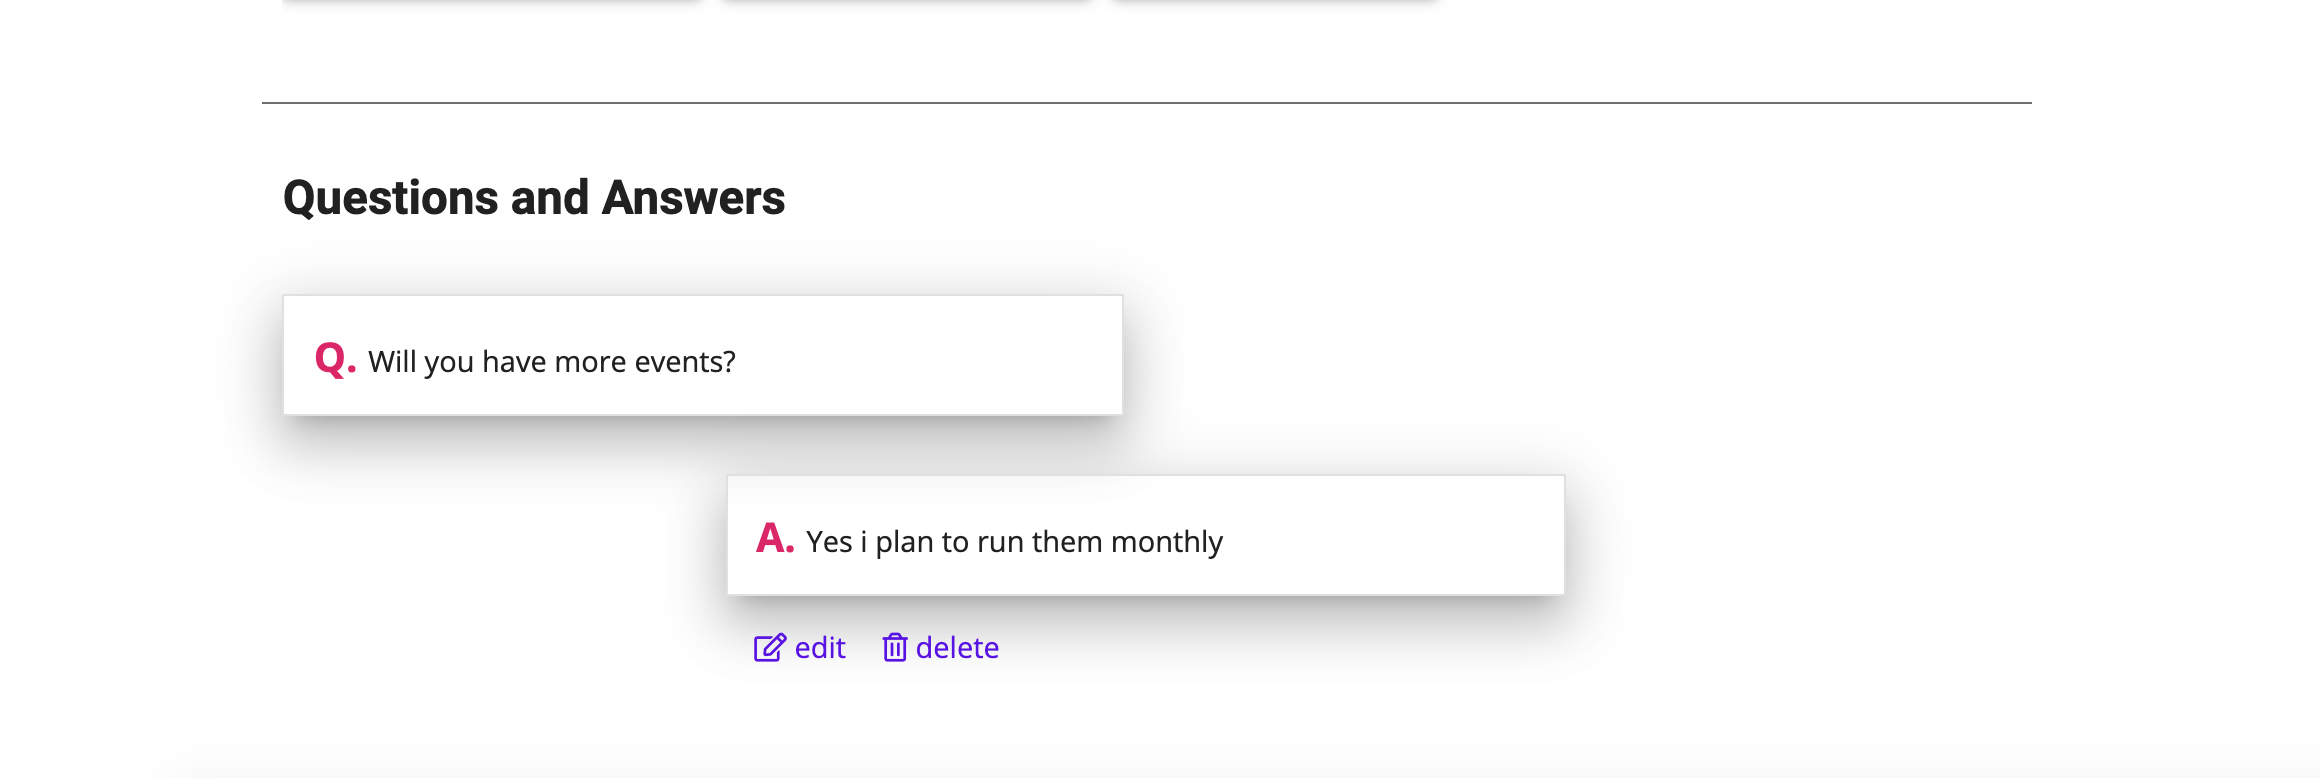 Questions and Answers
Q. Will you have more events?
A. Yes i plan to run them monthly
edit delete